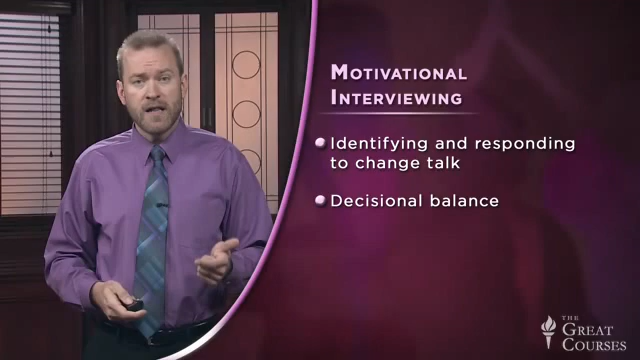 MOTIVATIONAL
INTERVIEWING
Identifying and responding
to change talk
Decisional balance
THE
GREAT
COURSES